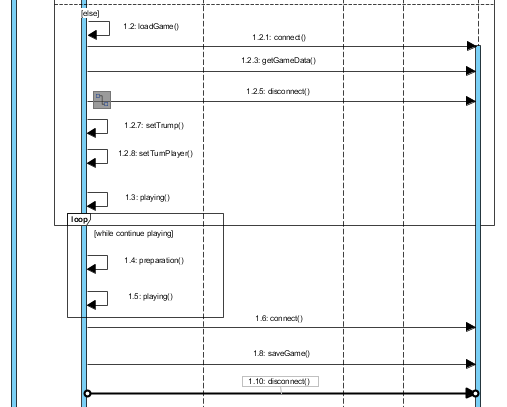 [else]
1.2: loadGame()
1.2.1: connect()
1.2.3: getGameData()
1.2.5: disconnect()
1.2.7: setTrump()
1.2.8: setTurnPlayer()
1.3: playing()
loop
[while continue playing]
1.4: preparation()
1.5: playing()
1.6: connect()
1.8: saveGame()
1.10: disconnect()